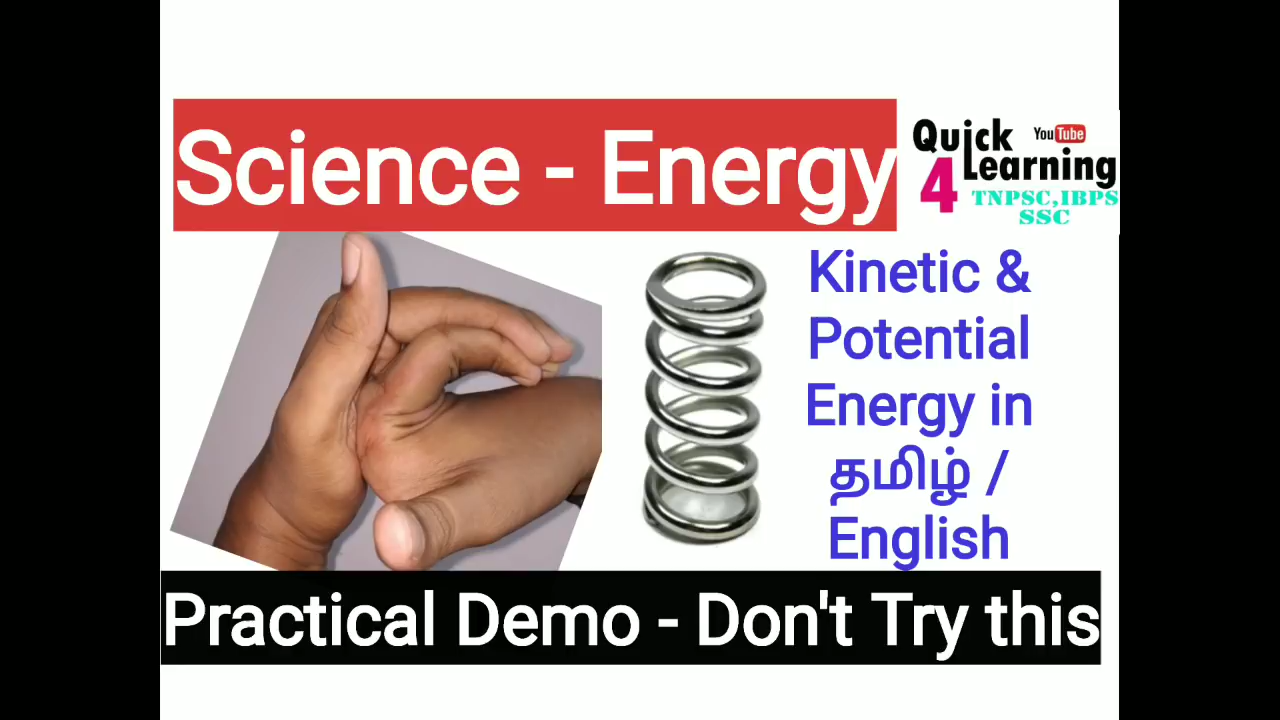 Science - Energy
Quick
YouTube
4 Learning
TNPSC,IBPS
SSC
Kinetic &
Potential
Energy in
தமிழ் /
English
Practical Demo - Don't Try this